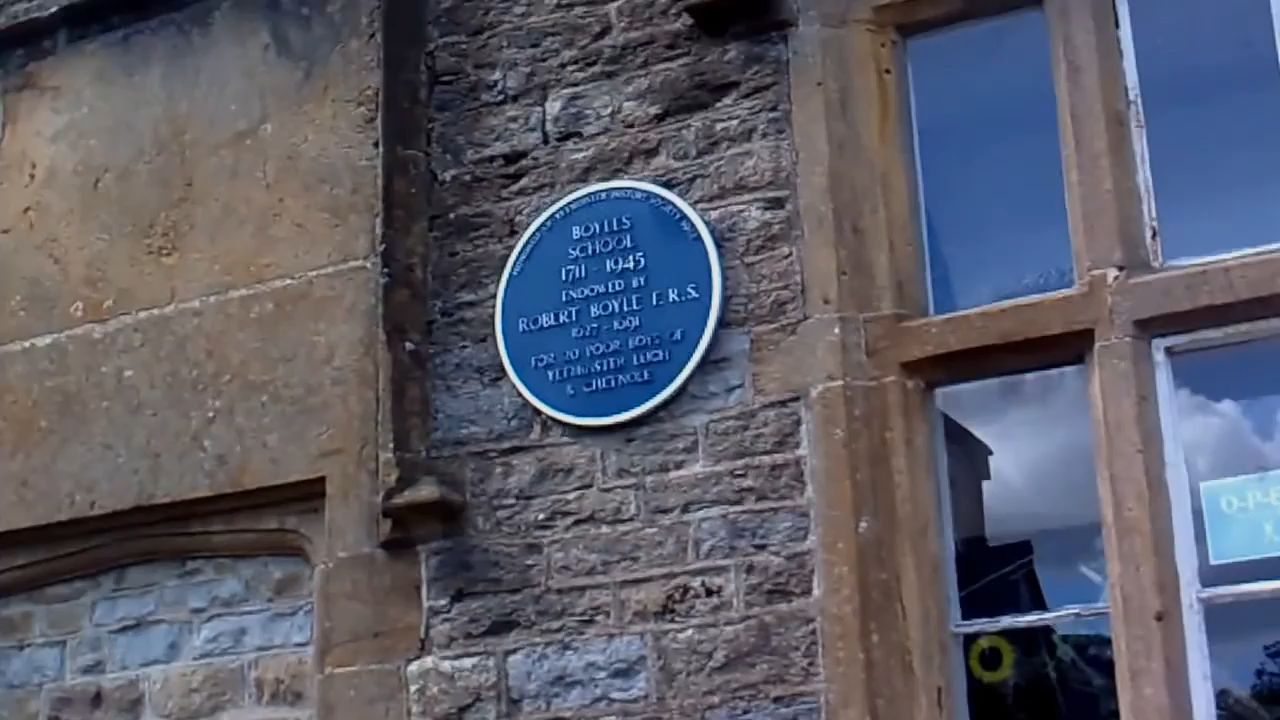 BOYLES
SCHOOL
1711 - 1945
ENDOWED BY
ROBERT BOYLE F.R.S.
1627 - 1691
FOR 20 POOR BOYS OF
YETMINSTER LEIGH
& CHETNOLE
O-P-